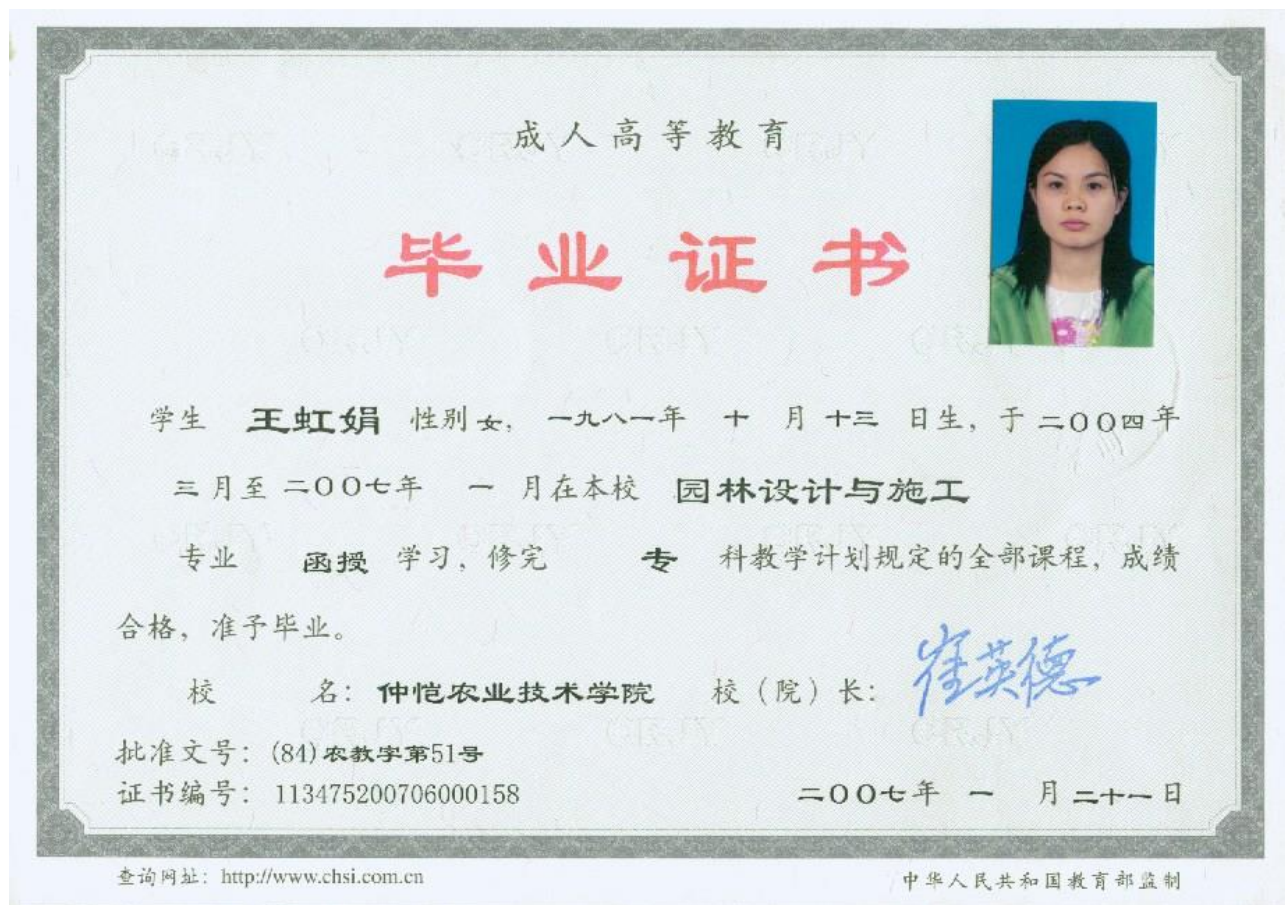 成人高等教育
毕业证书
学生 王虹娟 性别 女, 一九八一年 十 月 十三 日生, 于 二〇〇四年
三月至 二〇〇七年 一 月在本校 园林设计与施工
专业 函授 学习, 修完 专 科教学计划规定的全部课程, 成绩
合格, 准予毕业。
校 名: 仲恺农业技术学院 校（院）长: 崔英德
批准文号: (84)农教字第51号
证书编号: 113475200706000158 二〇〇七年 一 月 二十一 日
查询网址: http://www.chsi.com.cn 中华人民共和国教育部监制